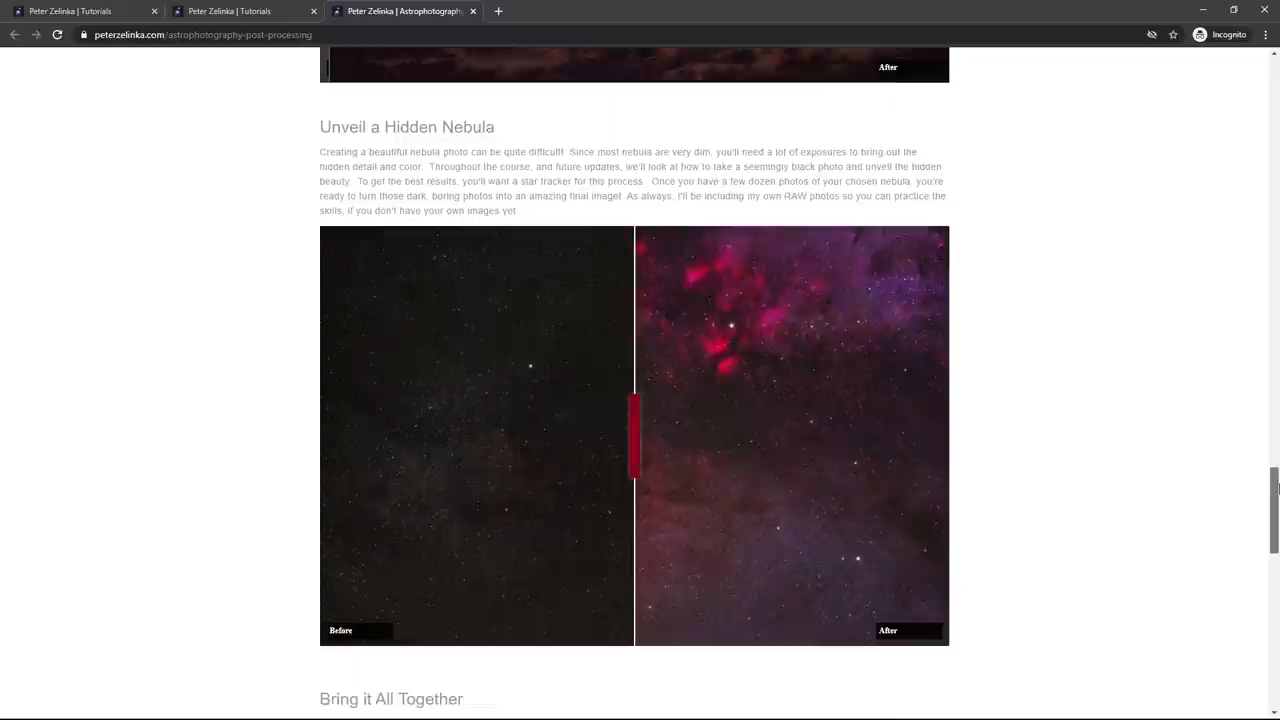 Peter Zelinka | Tutorials
Peter Zelinka | Tutorials
Peter Zelinka | Astrophotography
Incognito
peterzelinka.com/astrophotography-post-processing
After
Unveil a Hidden Nebula
Creating a beautiful nebula photo can be quite difficult! Since most nebula are very dim, you'll need a lot of exposures to bring out the
hidden detail and color. Throughout the course, and future updates, we'll look at how to take a seemingly black photo and unveil the hidden
beauty. To get the best results, you'll want a star tracker for this process. Once you have a few dozen photos of your chosen nebula, you're
ready to turn those dark, boring photos into an amazing final image! As always, I'll be including my own RAW photos so you can practice the
skills, if you don't have your own images yet.
Before
After
Bring it All Together